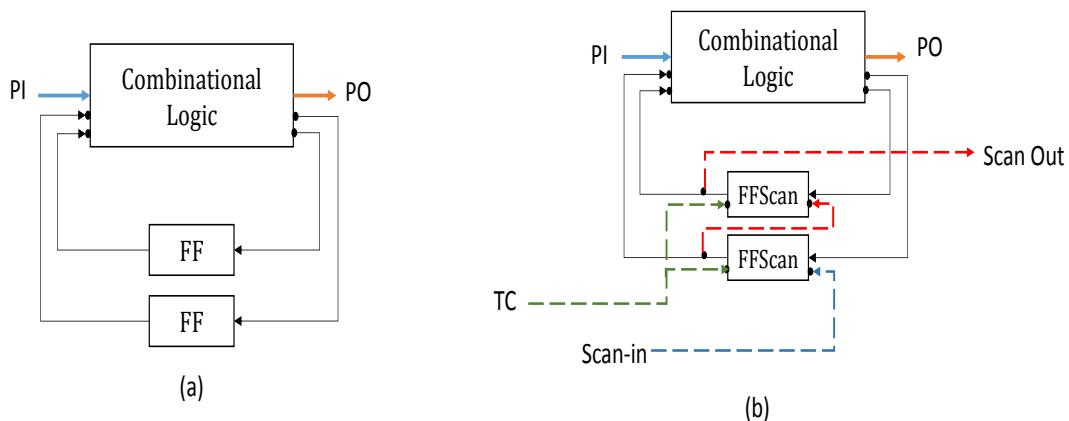 Combinational
Logic
PI
PO
FF
FF
(a)
Combinational
Logic
PI
PO
Scan Out
FFScan
FFScan
TC
Scan-in
(b)